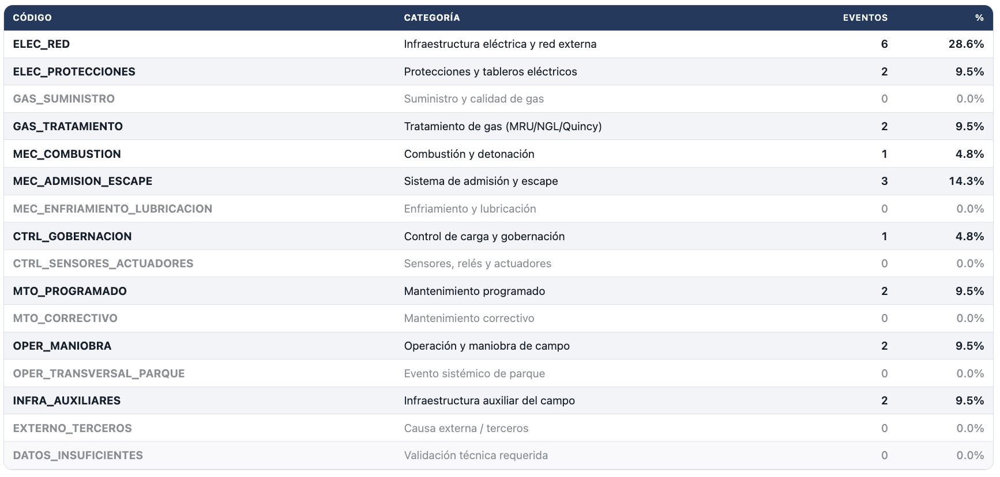 CÓDIGO CATEGORÍA EVENTOS %
ELEC_RED Infraestructura eléctrica y red externa 6 28.6%
ELEC_PROTECCIONES Protecciones y tableros eléctricos 2 9.5%
GAS_SUMINISTRO Suministro y calidad de gas 0 0.0%
GAS_TRATAMIENTO Tratamiento de gas (MRU/NGL/Quincy) 2 9.5%
MEC_COMBUSTION Combustión y detonación 1 4.8%
MEC_ADMISION_ESCAPE Sistema de admisión y escape 3 14.3%
MEC_ENFRIAMIENTO_LUBRICACION Enfriamiento y lubricación 0 0.0%
CTRL_GOBERNACION Control de carga y gobernación 1 4.8%
CTRL_SENSORES_ACTUADORES Sensores, relés y actuadores 0 0.0%
MTO_PROGRAMADO Mantenimiento programado 2 9.5%
MTO_CORRECTIVO Mantenimiento correctivo 0 0.0%
OPER_MANIOBRA Operación y maniobra de campo 2 9.5%
OPER_TRANSVERSAL_PARQUE Evento sistémico de parque 0 0.0%
INFRA_AUXILIARES Infraestructura auxiliar del campo 2 9.5%
EXTERNO_TERCEROS Causa externa / terceros 0 0.0%
DATOS_INSUFICIENTES Validación técnica requerida 0 0.0%